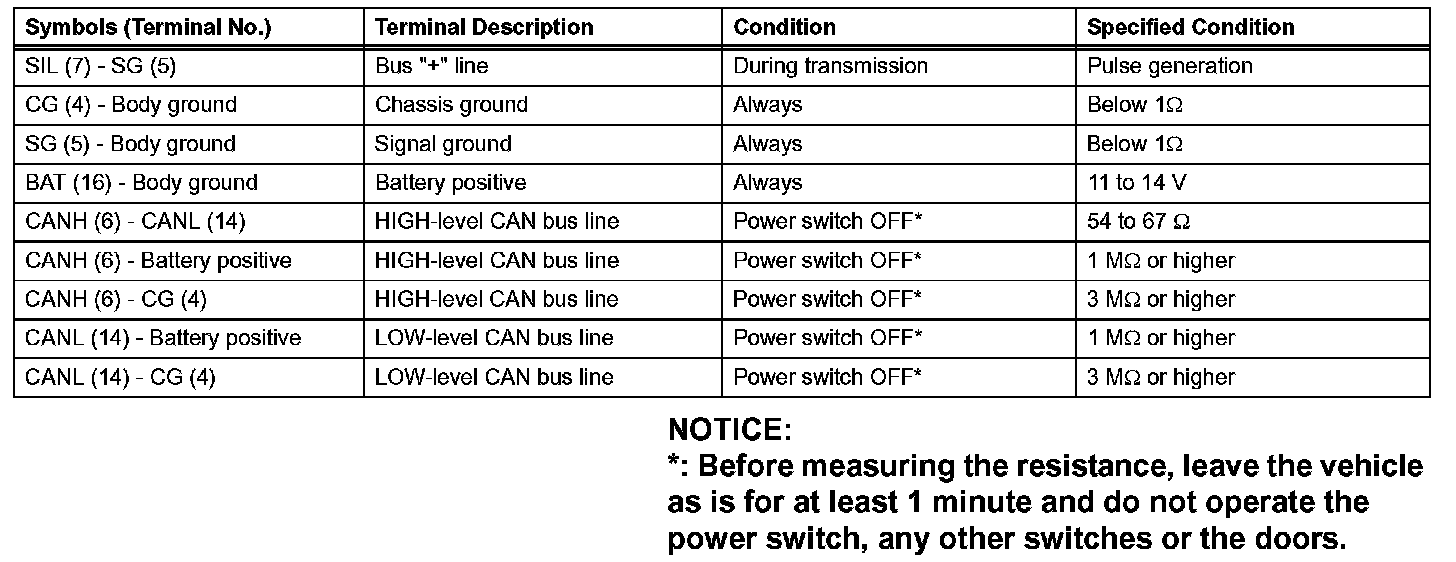 Symbols (Terminal No.) Terminal Description Condition Specified Condition
SIL (7) - SG (5) Bus "+" line During transmission Pulse generation
CG (4) - Body ground Chassis ground Always Below 1Ω
SG (5) - Body ground Signal ground Always Below 1Ω
BAT (16) - Body ground Battery positive Always 11 to 14 V
CANH (6) - CANL (14) HIGH-level CAN bus line Power switch OFF* 54 to 67 Ω
CANH (6) - Battery positive HIGH-level CAN bus line Power switch OFF* 1 MΩ or higher
CANH (6) - CG (4) HIGH-level CAN bus line Power switch OFF* 3 MΩ or higher
CANL (14) - Battery positive LOW-level CAN bus line Power switch OFF* 1 MΩ or higher
CANL (14) - CG (4) LOW-level CAN bus line Power switch OFF* 3 MΩ or higher
NOTICE:
*: Before measuring the resistance, leave the vehicle
as is for at least 1 minute and do not operate the
power switch, any other switches or the doors.